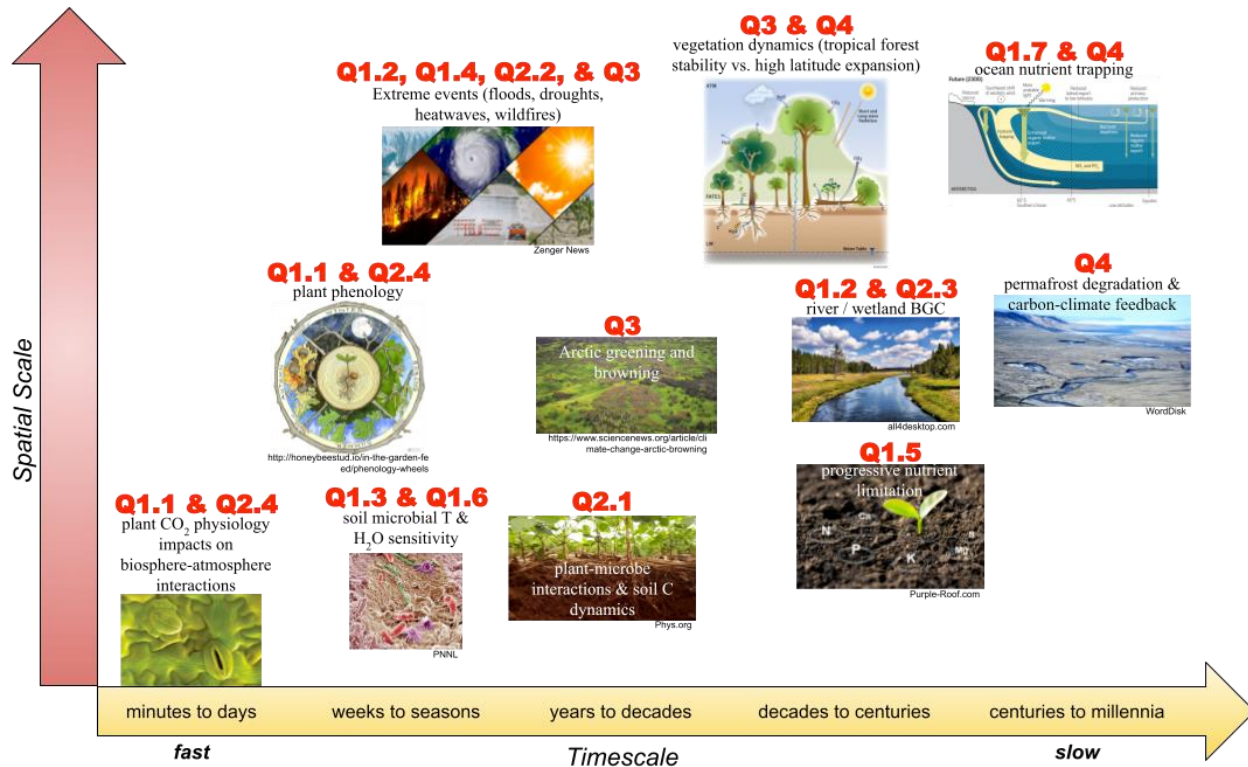 Q3 & Q4
vegetation dynamics (tropical forest
stability vs. high latitude expansion)
Q1.7 & Q4
ocean nutrient trapping
Future (2300)
Q1.2, Q1.4, Q2.2, & Q3
Extreme events (floods, droughts,
heatwaves, wildfires)
Zenger News
Q1.1 & Q2.4
plant phenology
http://honeybeestud.io/in-the-garden-fe
ed/phenology-wheels
Q3
Arctic greening and
browning
https://www.sciencenews.org/article/cli
mate-change-arctic-browning
Q1.2 & Q2.3
river / wetland BGC
all4desktop.com
Q4
permafrost degradation &
carbon-climate feedback
WordDisk
Q1.1 & Q2.4
plant CO₂ physiology
impacts on
biosphere-atmosphere
interactions
Q1.3 & Q1.6
soil microbial T &
H₂O sensitivity
PNNL
Q2.1
plant-microbe
interactions & soil C
dynamics
Phys.org
Q1.5
progressive nutrient
limitation
N
P
K
Ca
Mg
Purple-Roof.com
Spatial Scale
minutes to days
weeks to seasons
years to decades
decades to centuries
centuries to millennia
fast
Timescale
slow